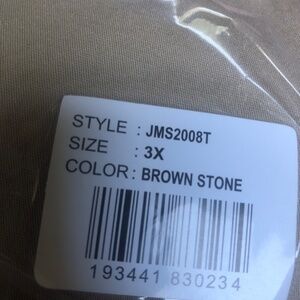 STYLE : JMS2008T
SIZE : 3X
COLOR : BROWN STONE
193441 830234